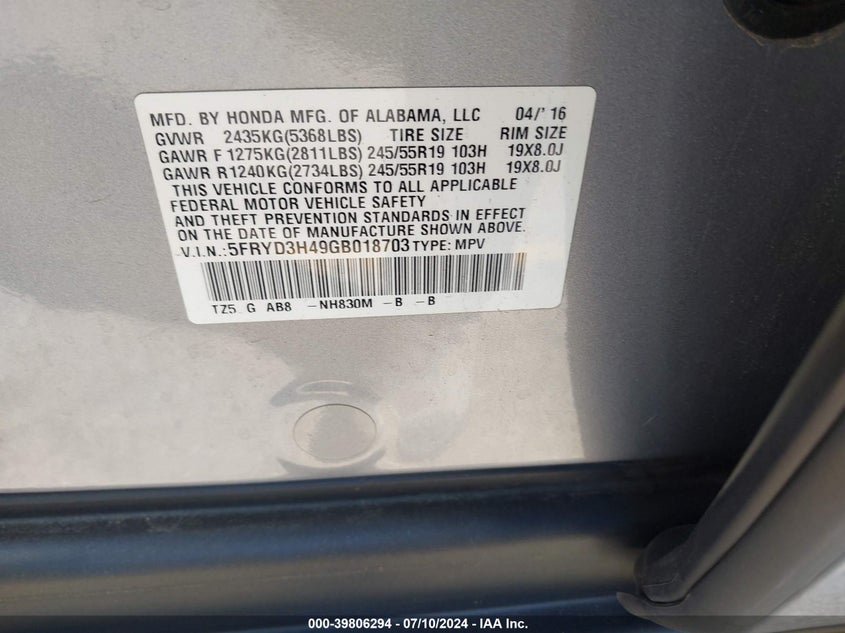 MFD. BY HONDA MFG. OF ALABAMA, LLC 04/'16
GVWR 2435KG(5368LBS) TIRE SIZE RIM SIZE
GAWR F1275KG(2811LBS) 245/55R19 103H 19X8.0J
GAWR R1240KG(2734LBS) 245/55R19 103H 19X8.0J
THIS VEHICLE CONFORMS TO ALL APPLICABLE
FEDERAL MOTOR VEHICLE SAFETY
AND THEFT PREVENTION STANDARDS IN EFFECT
ON THE DATE OF MANUFACTURE SHOWN ABOVE.
V.I.N.:5FRYD3H49GB018703 TYPE: MPV
TZ5 G AB8 -NH830M -B -B
000-39806294 - 07/10/2024 - IAA Inc.